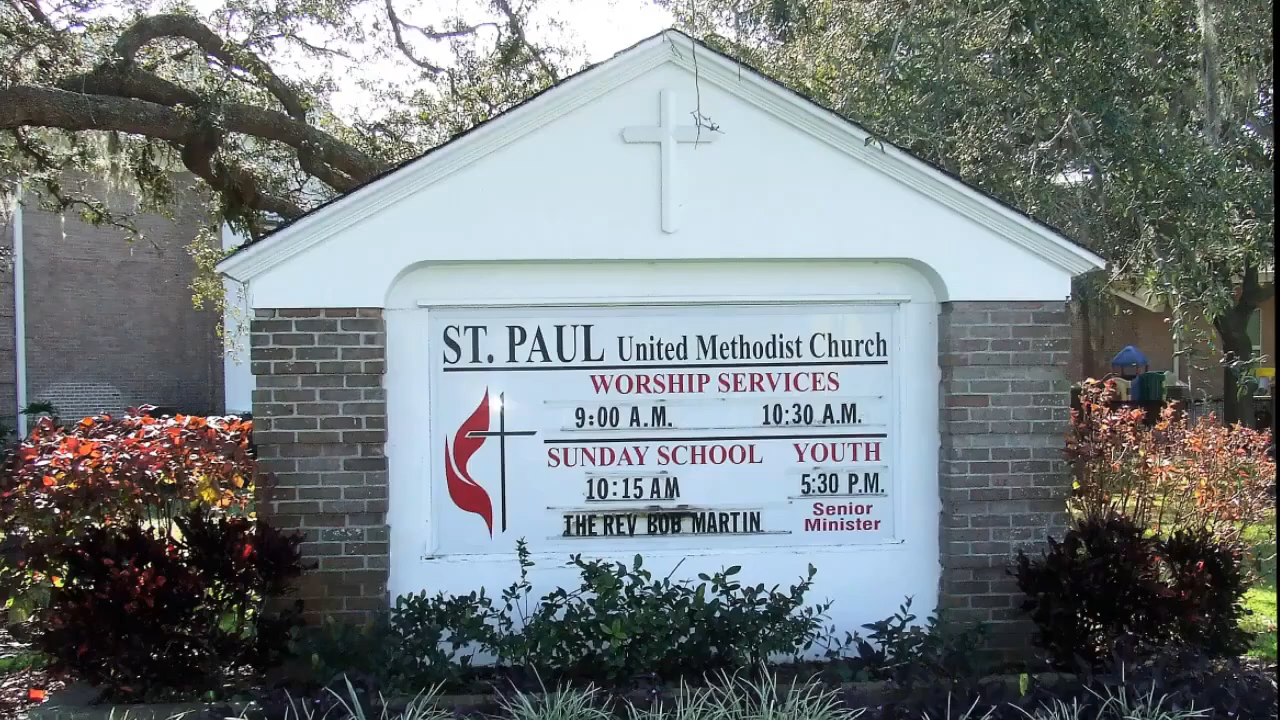 ST. PAUL United Methodist Church
WORSHIP SERVICES
9:00 A.M. 10:30 A.M.
SUNDAY SCHOOL YOUTH
10:15 AM 5:30 P.M.
THE REV BOB MARTIN Senior
Minister